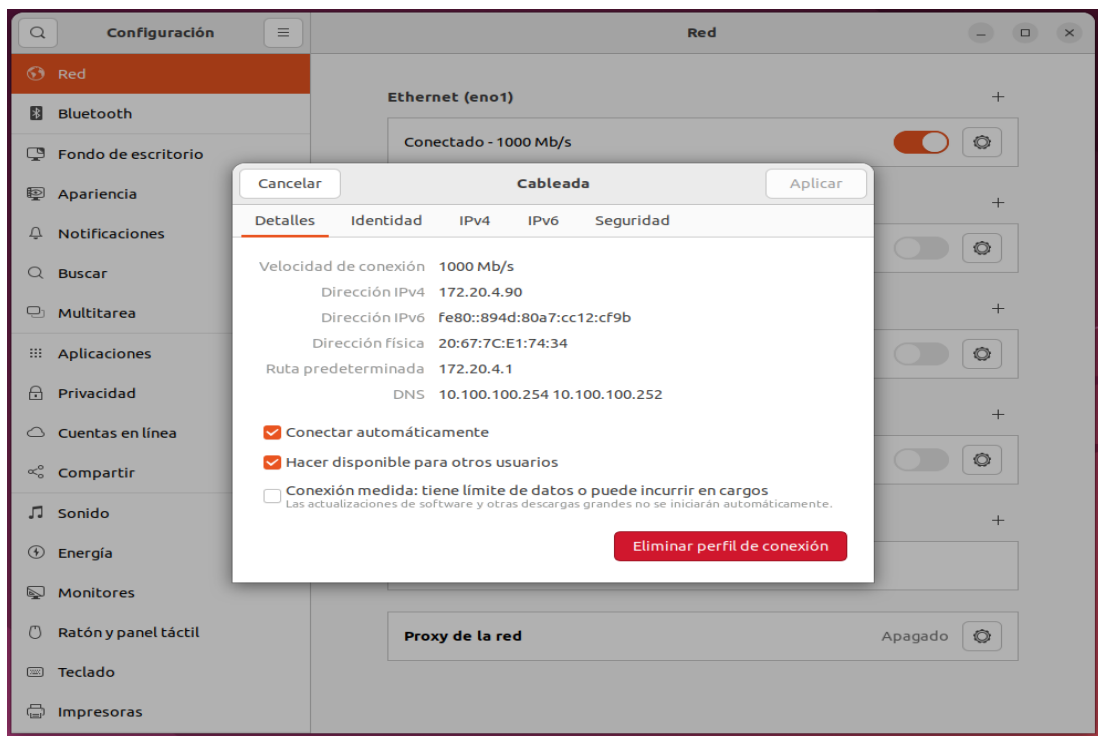 Configuración
Red
Red
Bluetooth
Fondo de escritorio
Apariencia
Notificaciones
Buscar
Multitarea
Aplicaciones
Privacidad
Cuentas en línea
Compartir
Sonido
Energía
Monitores
Ratón y panel táctil
Teclado
Impresoras
Ethernet (eno1)
Conectado - 1000 Mb/s
Cancelar
Cableada
Aplicar
Detalles Identidad IPv4 IPv6 Seguridad
Velocidad de conexión 1000 Mb/s
Dirección IPv4 172.20.4.90
Dirección IPv6 fe80::894d:80a7:cc12:cf9b
Dirección física 20:67:7C:E1:74:34
Ruta predeterminada 172.20.4.1
DNS 10.100.100.254 10.100.100.252
Conectar automáticamente
Hacer disponible para otros usuarios
Conexión medida: tiene límite de datos o puede incurrir en cargos
Las actualizaciones de software y otras descargas grandes no se iniciarán automáticamente.
Eliminar perfil de conexión
Proxy de la red Apagado